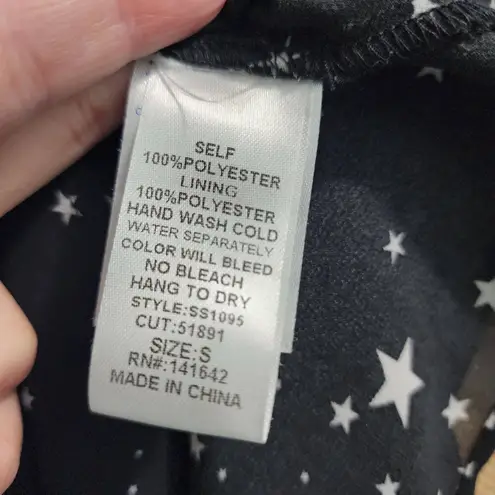 SELF
100%POLYESTER
LINING
100%POLYESTER
HAND WASH COLD
WATER SEPARATELY
COLOR WILL BLEED
NO BLEACH
HANG TO DRY
STYLE:SS1095
CUT:51891
SIZE:S
RN#:141642
MADE IN CHINA